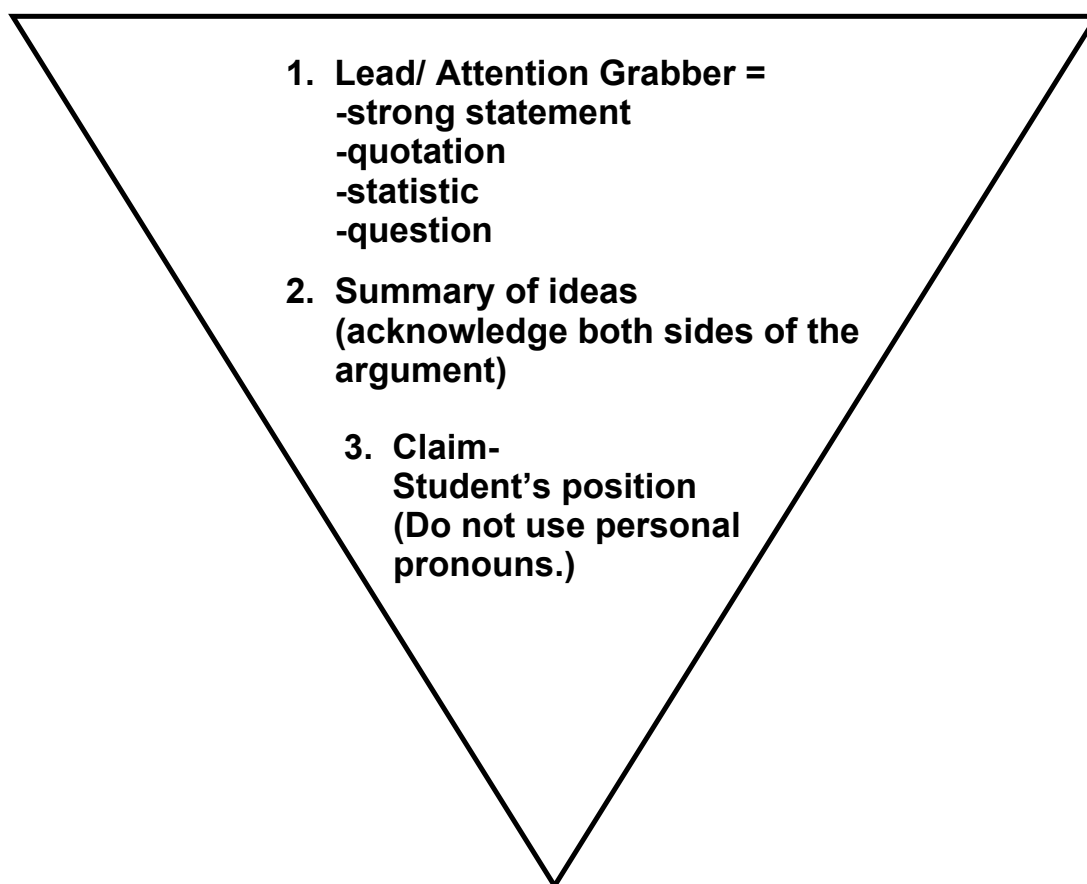 1. Lead/ Attention Grabber =
-strong statement
-quotation
-statistic
-question
2. Summary of ideas
(acknowledge both sides of the
argument)
3. Claim-
Student’s position
(Do not use personal
pronouns.)